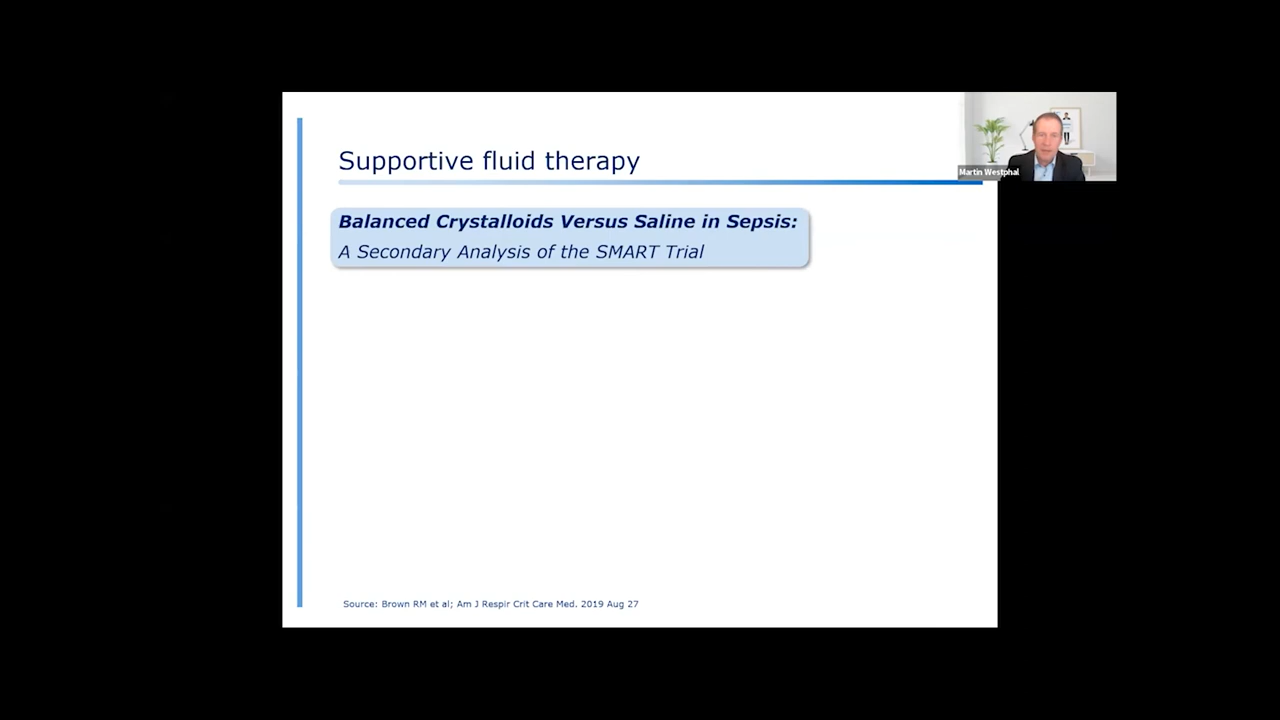 Supportive fluid therapy
Martin Westphal
Balanced Crystalloids Versus Saline in Sepsis:
A Secondary Analysis of the SMART Trial
Source: Brown RM et al; Am J Respir Crit Care Med. 2019 Aug 27